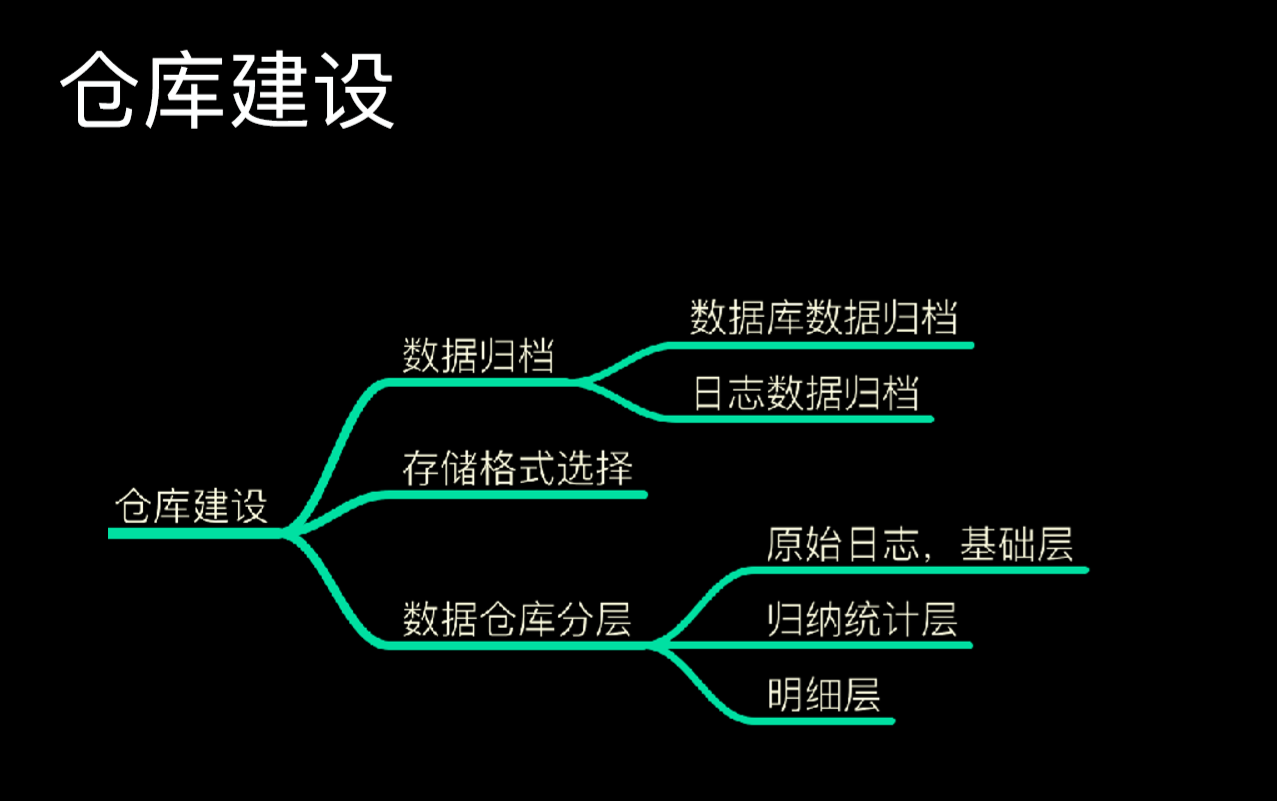 仓库建设
数据库数据归档
数据归档
日志数据归档
存储格式选择
仓库建设
原始日志，基础层
数据仓库分层
归纳统计层
明细层